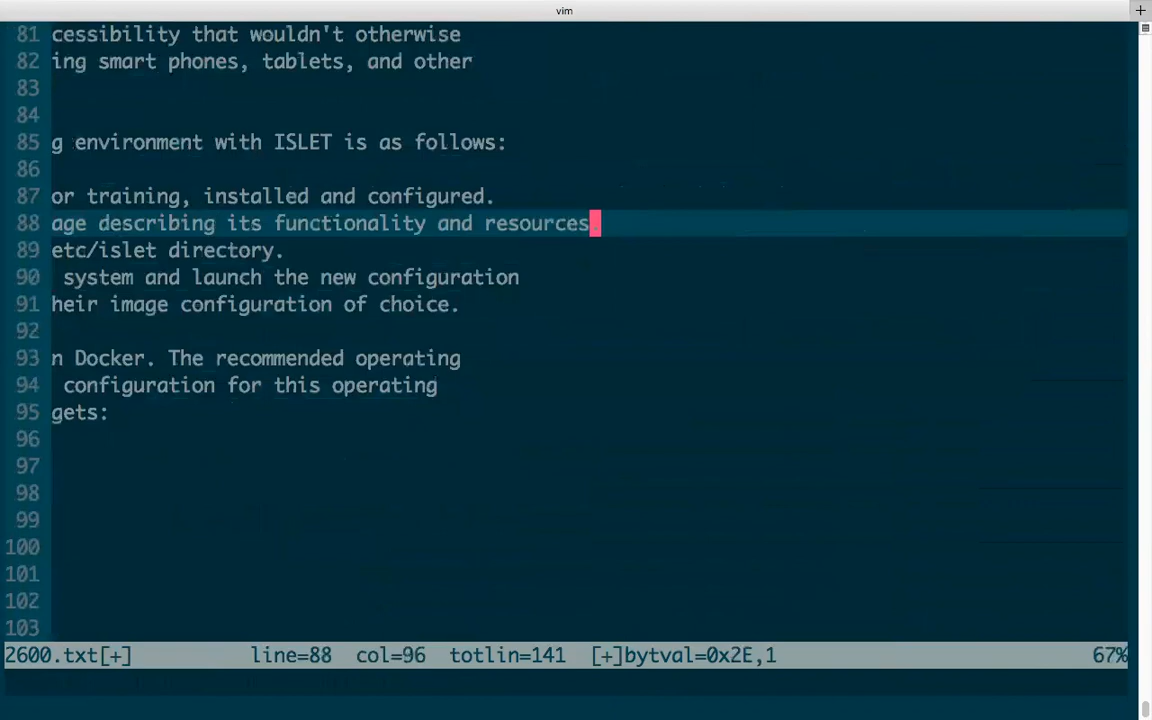 vim
81 cessibility that wouldn't otherwise
82 ing smart phones, tablets, and other
83
84
85 g environment with ISLET is as follows:
86
87 or training, installed and configured.
88 age describing its functionality and resources.
89 etc/islet directory.
90 system and launch the new configuration
91 heir image configuration of choice.
92
93 n Docker. The recommended operating
94 configuration for this operating
95 gets:
96
97
98
99
100
101
102
103
2600.txt[+] line=88 col=96 totlin=141 [+]bytval=0x2E,1 67%